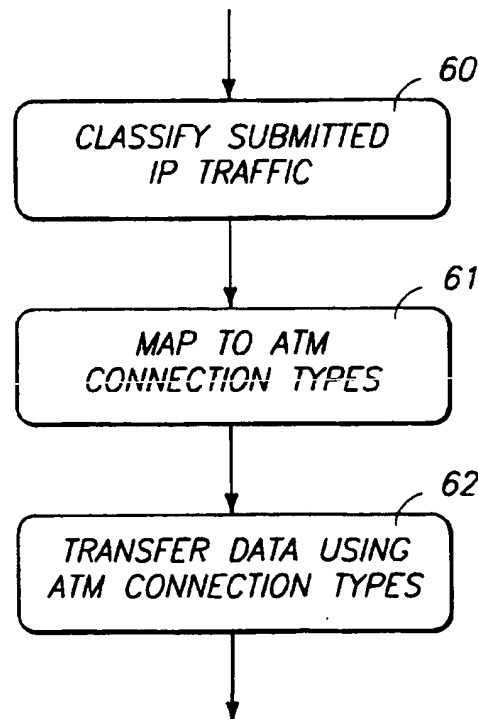 60
CLASSIFY SUBMITTED
IP TRAFFIC
61
MAP TO ATM
CONNECTION TYPES
62
TRANSFER DATA USING
ATM CONNECTION TYPES